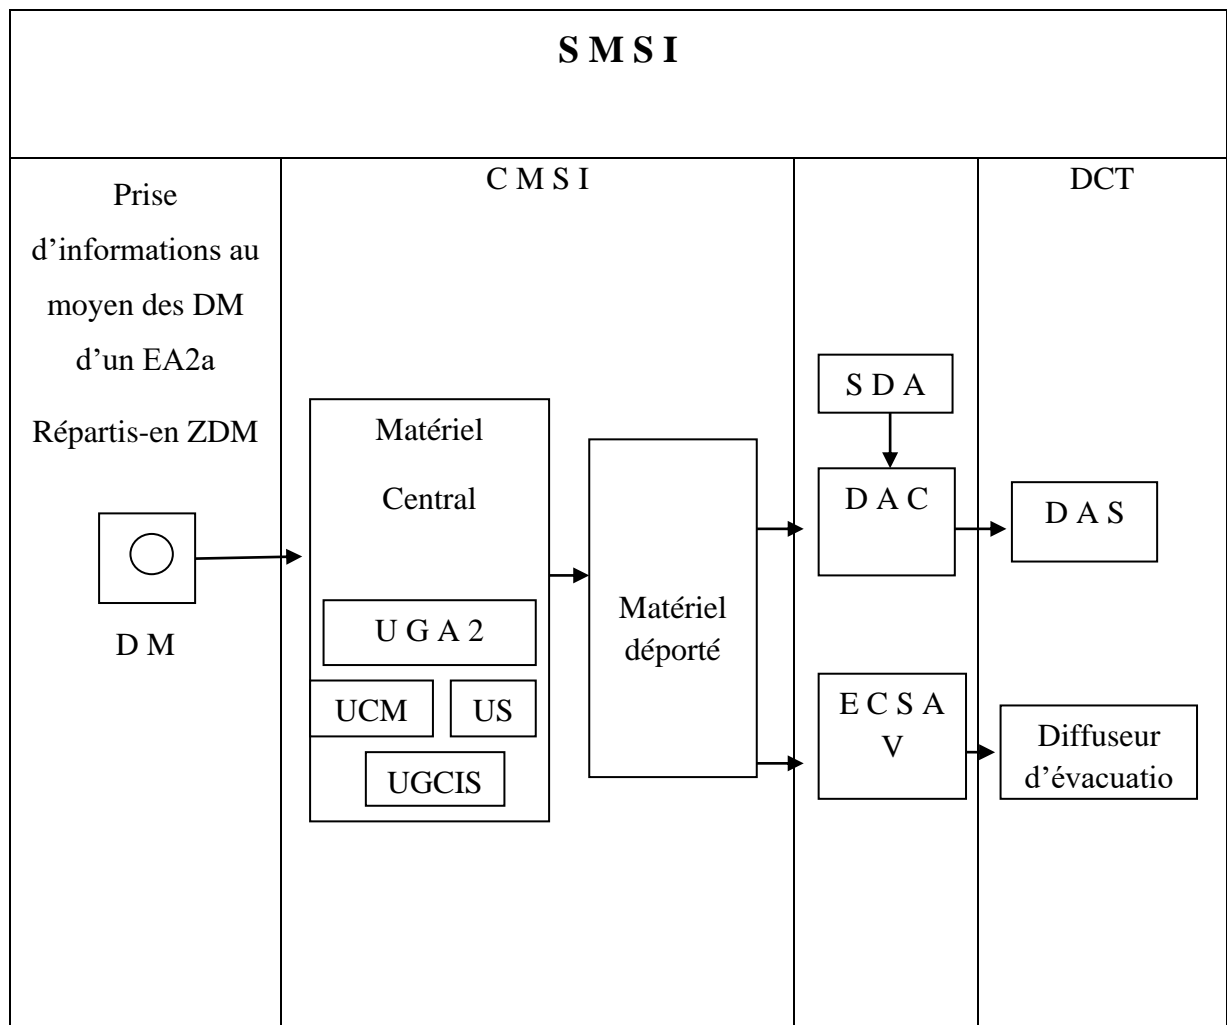 S M S I
Prise
d’informations au
moyen des DM
d’un EA2a
Répartis-en ZDM
D M
C M S I
Matériel
Central
U G A 2
UCM
US
UGCIS
Matériel
déporté
S D A
D A C
E C S A
V
DCT
D A S
Diffuseur
d’évacuatio